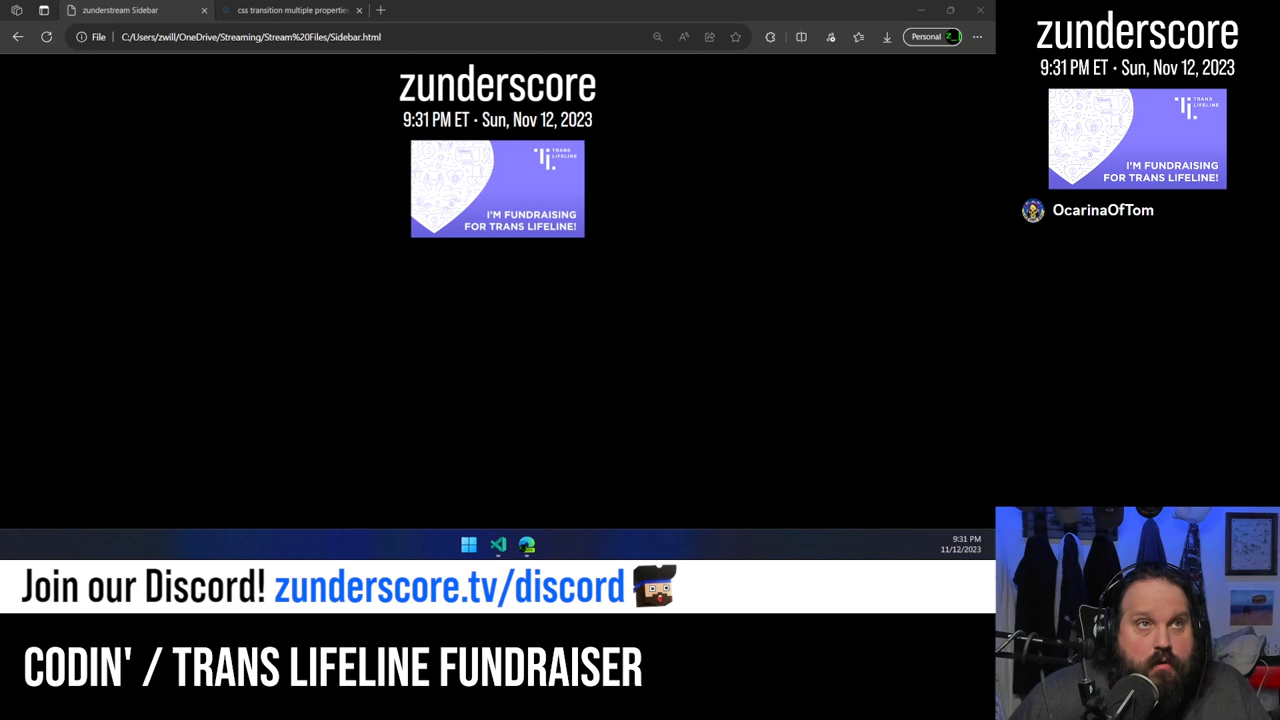 zunderstream Sidebar
css transition multiple properties
File
C:/Users/zwill/OneDrive/Streaming/Stream%20Files/Sidebar.html
Personal
zunderscore
9:31 PM ET · Sun, Nov 12, 2023
TRANS
LIFELINE
I'M FUNDRAISING
FOR TRANS LIFELINE!
zunderscore
9:31 PM ET · Sun, Nov 12, 2023
TRANS
LIFELINE
I'M FUNDRAISING
FOR TRANS LIFELINE!
OcarinaOfTom
9:31 PM
11/12/2023
Join our Discord! zunderscore.tv/discord
CODIN' / TRANS LIFELINE FUNDRAISER